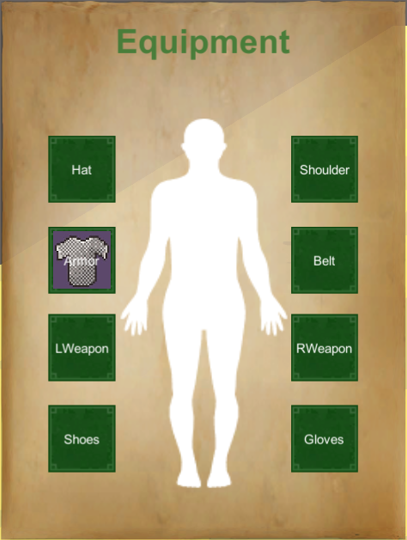 Equipment
Hat
Shoulder
Armor
Belt
LWeapon
RWeapon
Shoes
Gloves